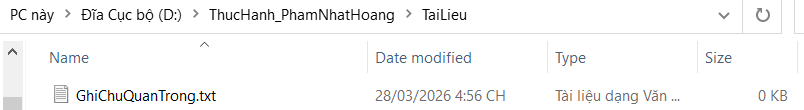 PC này > Đĩa Cục bộ (D:) > ThucHanh_PhamNhatHoang > TaiLieu
Name Date modified Type Size
GhiChuQuanTrong.txt 28/03/2026 4:56 CH Tài liệu dạng Văn ... 0 KB